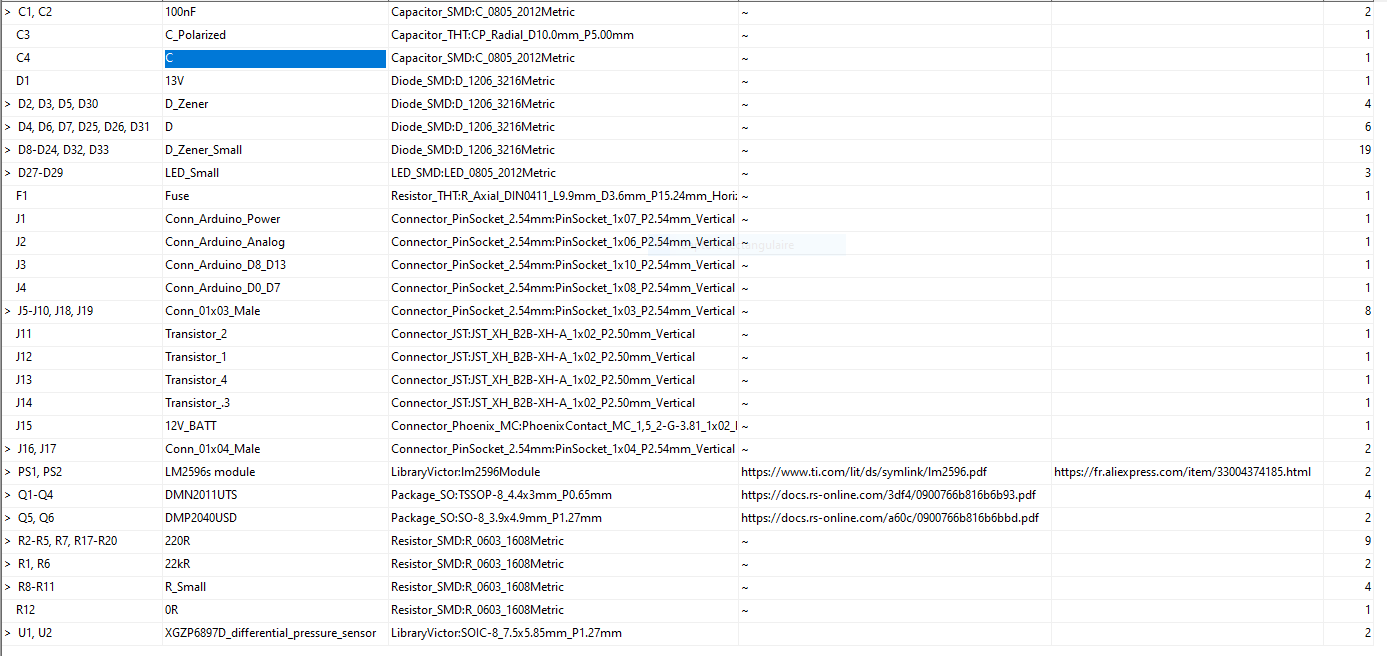 > C1, C2 100nF Capacitor_SMD:C_0805_2012Metric ~ 2
C3 C_Polarized Capacitor_THT:CP_Radial_D10.0mm_P5.00mm ~ 1
C4 C Capacitor_SMD:C_0805_2012Metric ~ 1
D1 13V Diode_SMD:D_1206_3216Metric ~ 1
> D2, D3, D5, D30 D_Zener Diode_SMD:D_1206_3216Metric ~ 4
> D4, D6, D7, D25, D26, D31 D Diode_SMD:D_1206_3216Metric ~ 6
> D8-D24, D32, D33 D_Zener_Small Diode_SMD:D_1206_3216Metric ~ 19
> D27-D29 LED_Small LED_SMD:LED_0805_2012Metric ~ 3
F1 Fuse Resistor_THT:R_Axial_DIN0411_L9.9mm_D3.6mm_P15.24mm_Hori ~ 1
J1 Conn_Arduino_Power Connector_PinSocket_2.54mm:PinSocket_1x07_P2.54mm_Vertical ~ 1
J2 Conn_Arduino_Analog Connector_PinSocket_2.54mm:PinSocket_1x06_P2.54mm_Vertical ~ 1
J3 Conn_Arduino_D8_D13 Connector_PinSocket_2.54mm:PinSocket_1x10_P2.54mm_Vertical ~ 1
J4 Conn_Arduino_D0_D7 Connector_PinSocket_2.54mm:PinSocket_1x08_P2.54mm_Vertical ~ 1
> J5-J10, J18, J19 Conn_01x03_Male Connector_PinSocket_2.54mm:PinSocket_1x03_P2.54mm_Vertical ~ 8
J11 Transistor_2 Connector_JST:JST_XH_B2B-XH-A_1x02_P2.50mm_Vertical ~ 1
J12 Transistor_1 Connector_JST:JST_XH_B2B-XH-A_1x02_P2.50mm_Vertical ~ 1
J13 Transistor_4 Connector_JST:JST_XH_B2B-XH-A_1x02_P2.50mm_Vertical ~ 1
J14 Transistor_.3 Connector_JST:JST_XH_B2B-XH-A_1x02_P2.50mm_Vertical ~ 1
J15 12V_BATT Connector_Phoenix_MC:PhoenixContact_MC_1,5_2-G-3.81_1x02_ ~ 1
> J16, J17 Conn_01x04_Male Connector_PinSocket_2.54mm:PinSocket_1x04_P2.54mm_Vertical ~ 2
> PS1, PS2 LM2596s module LibraryVictor:lm2596Module https://www.ti.com/lit/ds/symlink/lm2596.pdf https://fr.aliexpress.com/item/33004374185.html 2
> Q1-Q4 DMN2011UTS Package_SO:TSSOP-8_4.4x3mm_P0.65mm https://docs.rs-online.com/3df4/0900766b816b6b93.pdf 4
> Q5, Q6 DMP2040USD Package_SO:SO-8_3.9x4.9mm_P1.27mm https://docs.rs-online.com/a60c/0900766b816b6bbd.pdf 2
> R2-R5, R7, R17-R20 220R Resistor_SMD:R_0603_1608Metric ~ 9
> R1, R6 22kR Resistor_SMD:R_0603_1608Metric ~ 2
> R8-R11 R_Small Resistor_SMD:R_0603_1608Metric ~ 4
R12 0R Resistor_SMD:R_0603_1608Metric ~ 1
> U1, U2 XGZP6897D_differential_pressure_sensor LibraryVictor:SOIC-8_7.5x5.85mm_P1.27mm 2